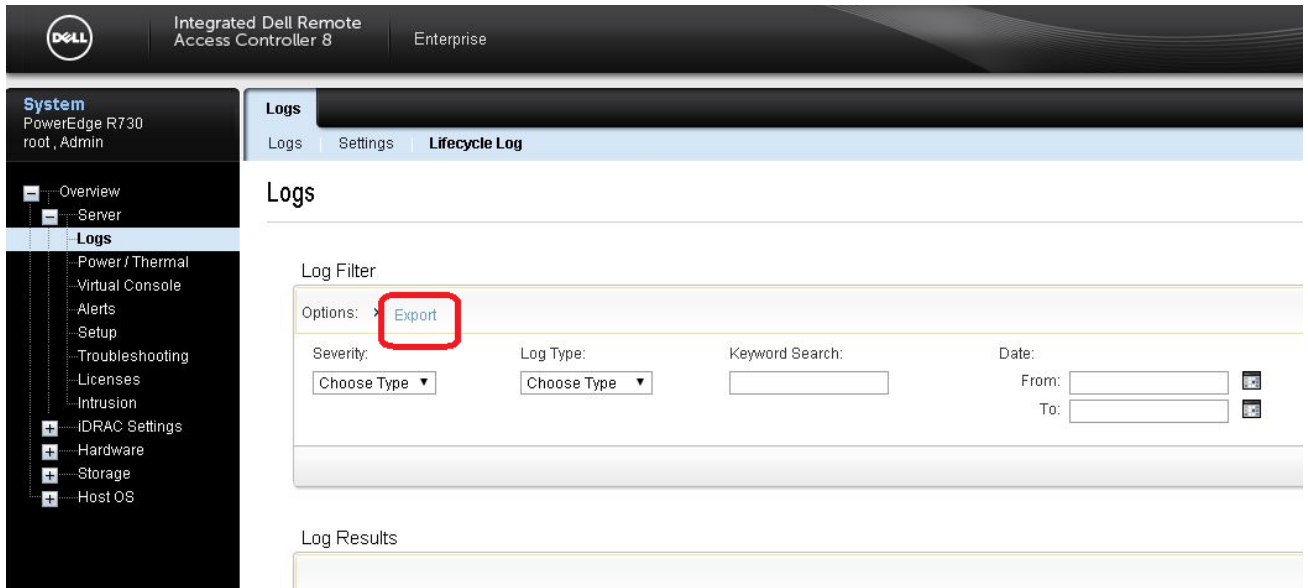 DELL
Integrated Dell Remote
Access Controller 8
Enterprise
System
PowerEdge R730
root , Admin
Overview
Server
Logs
Power / Thermal
Virtual Console
Alerts
Setup
Troubleshooting
Licenses
Intrusion
iDRAC Settings
Hardware
Storage
Host OS
Logs
Logs Settings Lifecycle Log
Logs
Log Filter
Options: Export
Severity: Log Type: Keyword Search: Date:
Choose Type Choose Type From:
To:
Log Results